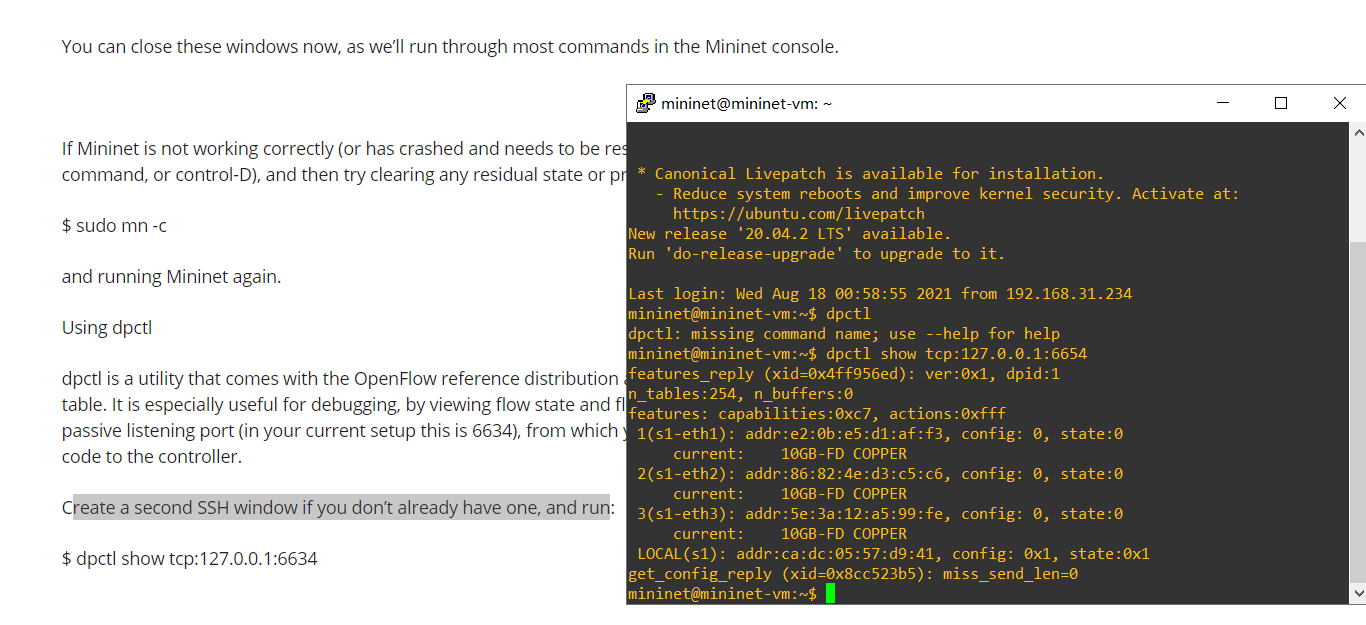 You can close these windows now, as we’ll run through most commands in the Mininet console.
If Mininet is not working correctly (or has crashed and needs to be res
command, or control-D), and then try clearing any residual state or pr
$ sudo mn -c
and running Mininet again.
Using dpctl
dpctl is a utility that comes with the OpenFlow reference distribution
table. It is especially useful for debugging, by viewing flow state and fl
passive listening port (in your current setup this is 6634), from which
code to the controller.
Create a second SSH window if you don’t already have one, and run:
$ dpctl show tcp:127.0.0.1:6634
mininet@mininet-vm: ~
* Canonical Livepatch is available for installation.
- Reduce system reboots and improve kernel security. Activate at:
https://ubuntu.com/livepatch
New release '20.04.2 LTS' available.
Run 'do-release-upgrade' to upgrade to it.
Last login: Wed Aug 18 00:58:55 2021 from 192.168.31.234
mininet@mininet-vm:~$ dpctl
dpctl: missing command name; use --help for help
mininet@mininet-vm:~$ dpctl show tcp:127.0.0.1:6654
features_reply (xid=0x4ff956ed): ver:0x1, dpid:1
n_tables:254, n_buffers:0
features: capabilities:0xc7, actions:0xfff
1(s1-eth1): addr:e2:0b:e5:d1:af:f3, config: 0, state:0
current:    10GB-FD COPPER
2(s1-eth2): addr:86:82:4e:d3:c5:c6, config: 0, state:0
current:    10GB-FD COPPER
3(s1-eth3): addr:5e:3a:12:a5:99:fe, config: 0, state:0
current:    10GB-FD COPPER
LOCAL(s1): addr:ca:dc:05:57:d9:41, config: 0x1, state:0x1
get_config_reply (xid=0x8cc523b5): miss_send_len=0
mininet@mininet-vm:~$